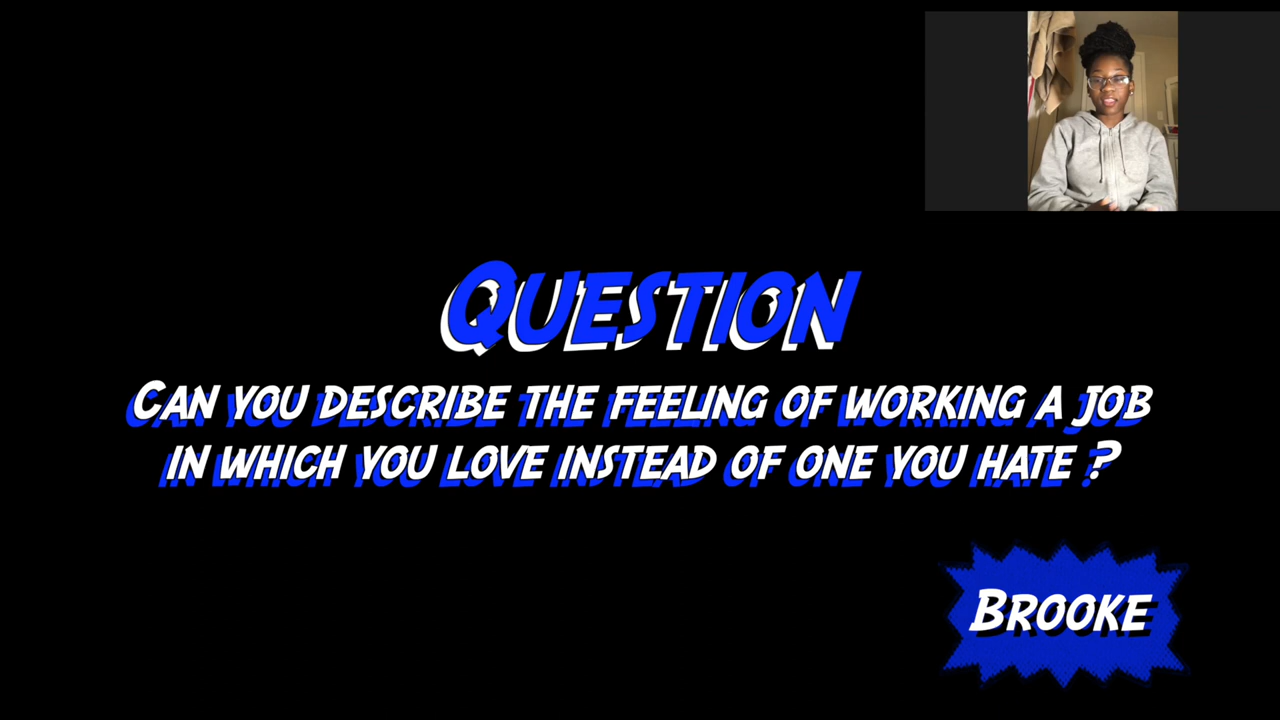 QUESTION
CAN YOU DESCRIBE THE FEELING OF WORKING A JOB
IN WHICH YOU LOVE INSTEAD OF ONE YOU HATE ?
BROOKE